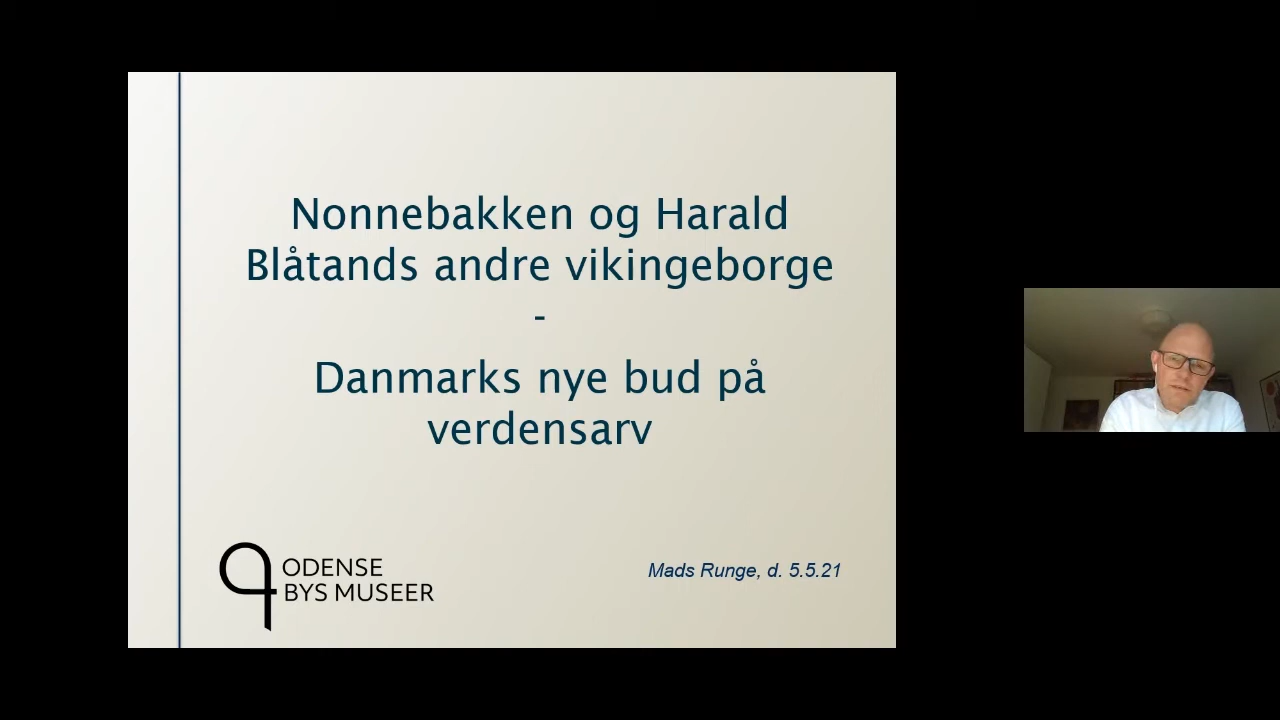 Nonnebakken og Harald
Blåtands andre vikingeborge
-
Danmarks nye bud på
verdensarv
ODENSE
BYS MUSEER
Mads Runge, d. 5.5.21